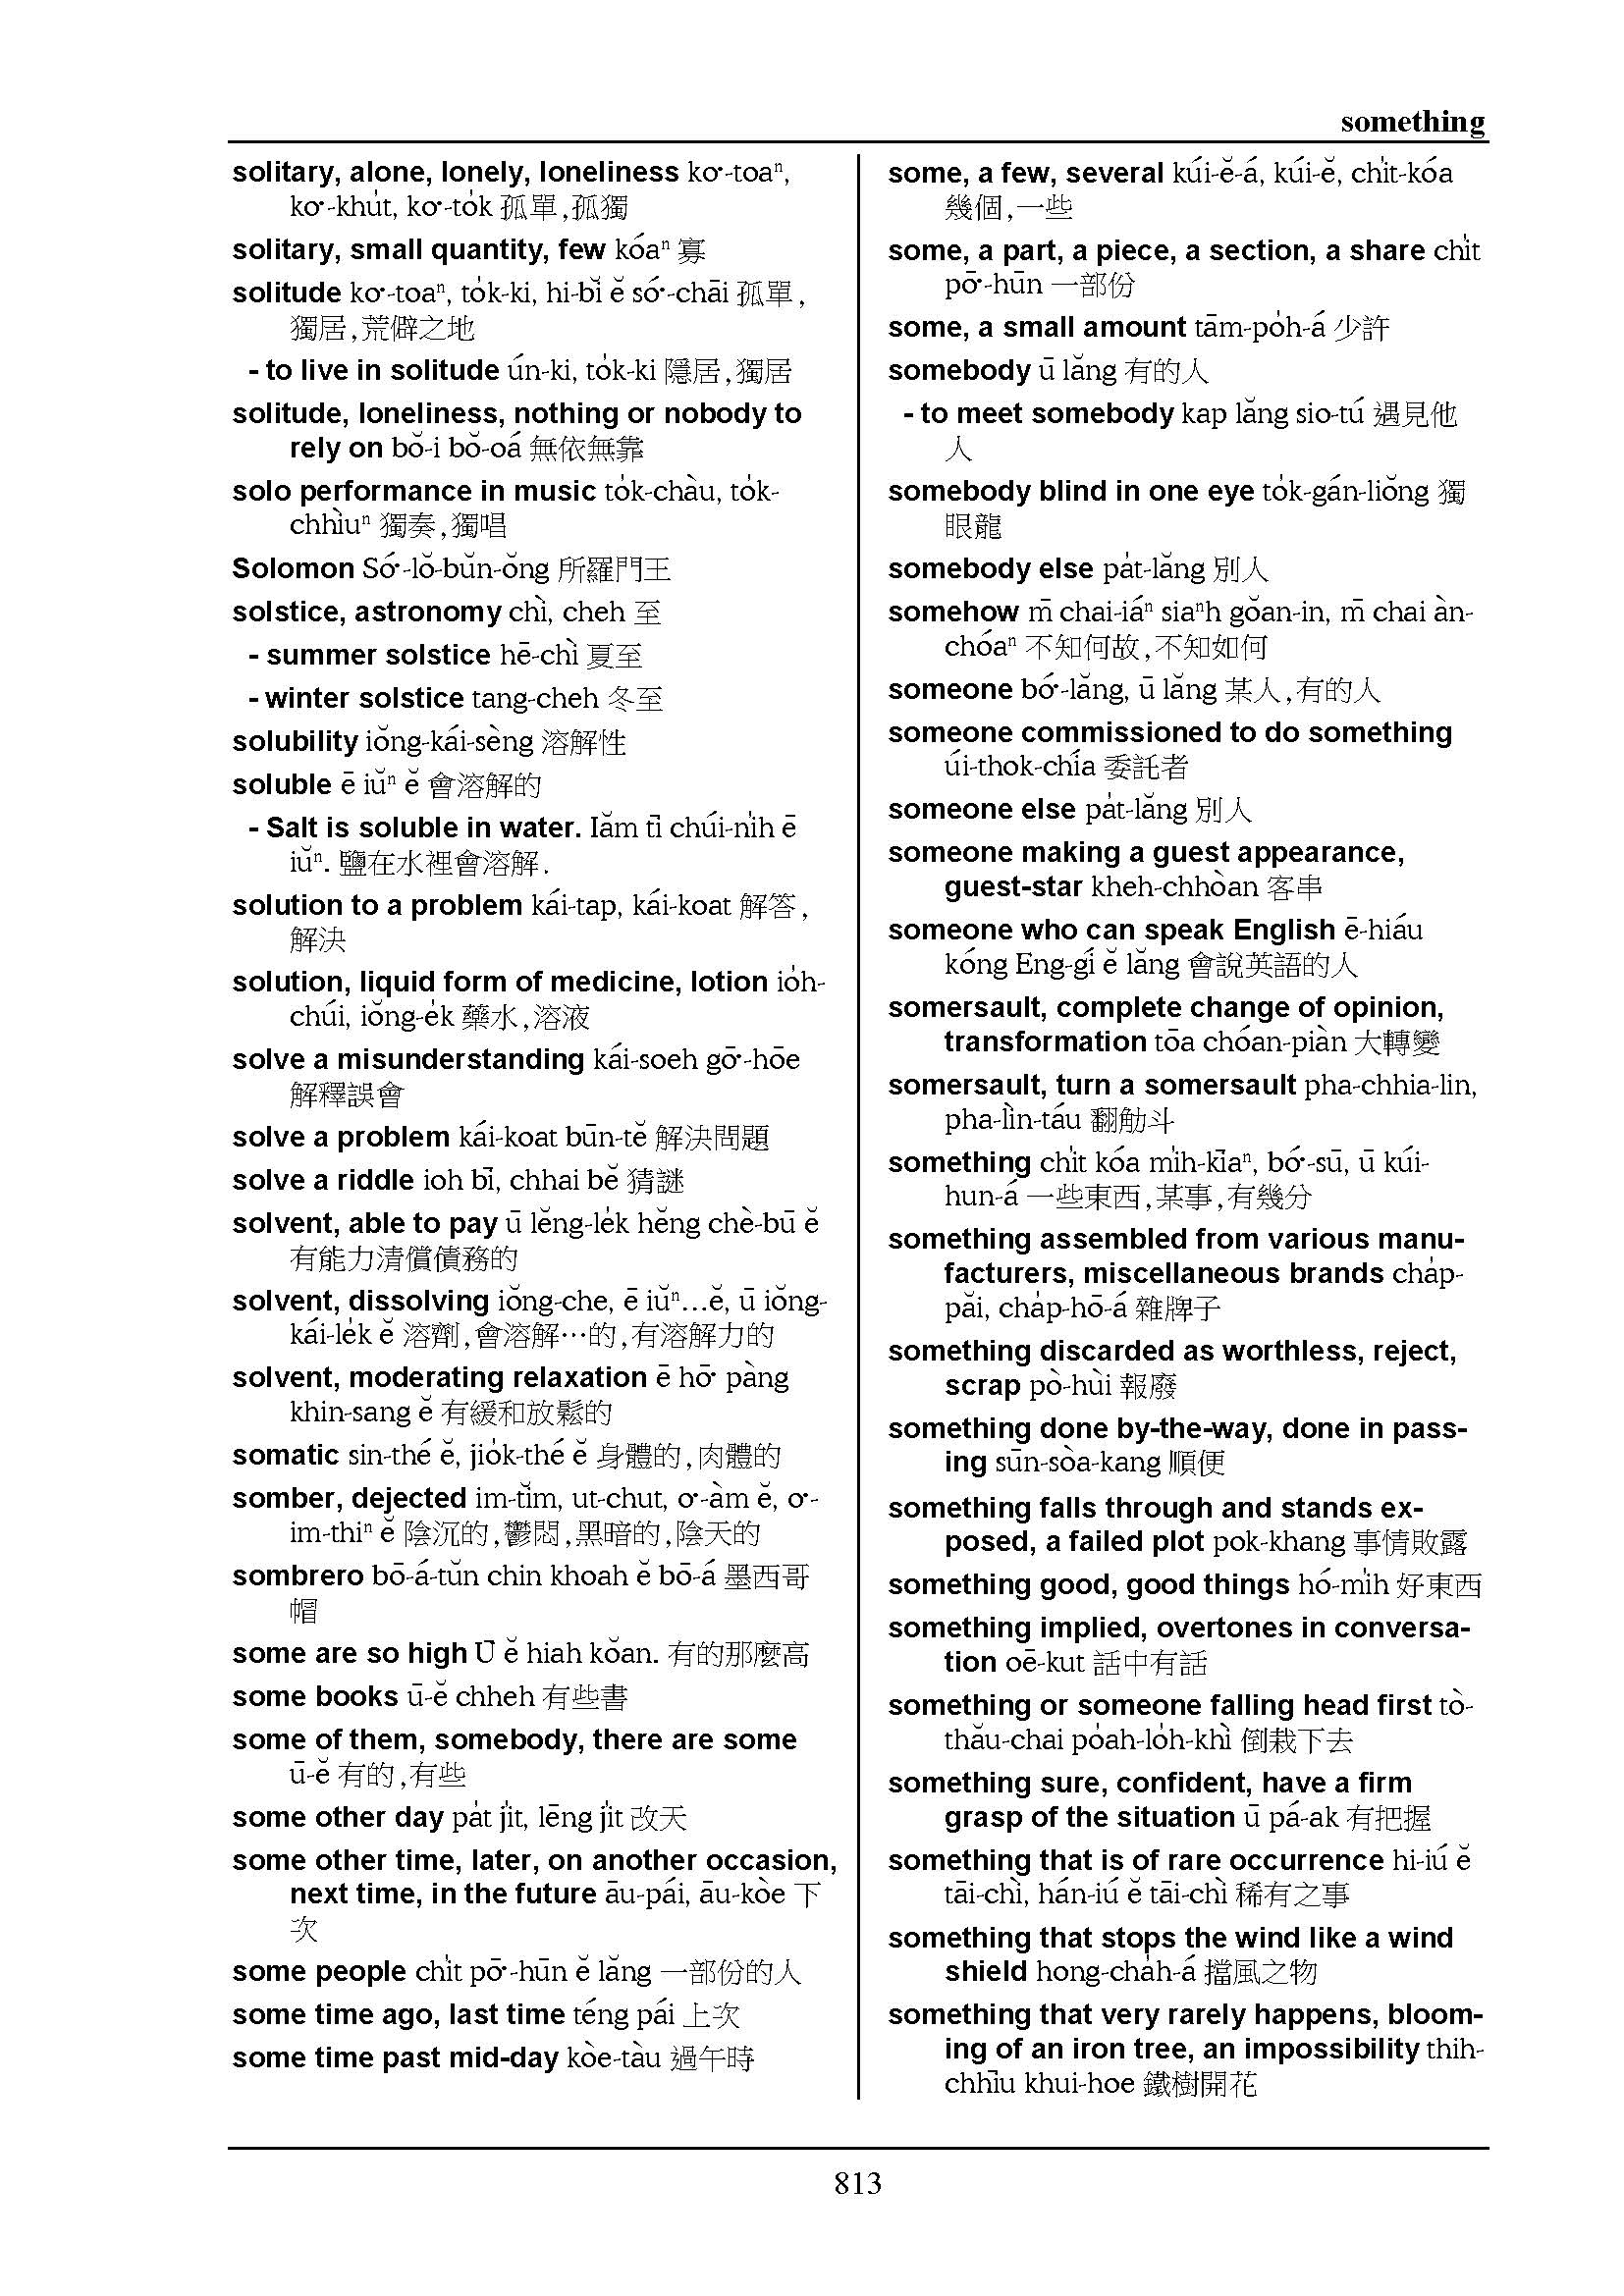 something
solitary, alone, lonely, loneliness ko͘-toaⁿ,
ko͘-khu̍t, ko͘-to̍k 孤單,孤獨
solitary, small quantity, few kóaⁿ 寡
solitude ko͘-toaⁿ, to̍k-ki, hi-bĭ ĕ só͘-chāi 孤單,
獨居,荒僻之地
- to live in solitude ún-ki, to̍k-ki 隱居,獨居
solitude, loneliness, nothing or nobody to
rely on bŏ-i bŏ-oá 無依無靠
solo performance in music to̍k-chàu, to̍k-
chhìuⁿ 獨奏,獨唱
Solomon Só͘-lŏ-bŭn-ŏng 所羅門王
solstice, astronomy chì, cheh 至
- summer solstice hē-chì 夏至
- winter solstice tang-cheh 冬至
solubility iŏng-kái-sèng 溶解性
soluble ē iŭⁿ ĕ 會溶解的
- Salt is soluble in water. Iăm tī chúi-ni̍h ē
iŭⁿ. 鹽在水裡會溶解.
solution to a problem kái-tap, kái-koat 解答,
解決
solution, liquid form of medicine, lotion io̍h-
chúi, iŏng-e̍k 藥水,溶液
solve a misunderstanding kái-soeh gō͘-hōe
解釋誤會
solve a problem kái-koat būn-tĕ 解決問題
solve a riddle ioh bī, chhai bĕ 猜謎
solvent, able to pay ū lĕng-le̍k hĕng chè-bū ĕ
有能力清償債務的
solvent, dissolving iŏng-che, ē iŭⁿ...ĕ, ū iŏng-
kái-le̍k ĕ 溶劑,會溶解⋯的,有溶解力的
solvent, moderating relaxation ē hō͘ pàng
khin-sang ĕ 有緩和放鬆的
somatic sin-thé ĕ, jio̍k-thé ĕ 身體的,肉體的
somber, dejected im-tĭm, ut-chut, o͘-àm ĕ, o͘-
im-thiⁿ ĕ 陰沉的,鬱悶,黑暗的,陰天的
sombrero bō-á-tŭn chin khoah ĕ bō-á 墨西哥
帽
some are so high Ū ĕ hiah kŏan. 有的那麼高
some books ū-ĕ chheh 有些書
some of them, somebody, there are some
ū-ĕ 有的,有些
some other day pa̍t ji̍t, lēng ji̍t 改天
some other time, later, on another occasion,
next time, in the future āu-pái, āu-kòe 下
次
some people chi̍t pō͘-hūn ĕ lăng 一部份的人
some time ago, last time téng pái 上次
some time past mid-day kòe-tàu 過午時
some, a few, several kúi-ĕ-á, kúi-ĕ, chi̍t-kóa
幾個,一些
some, a part, a piece, a section, a share chi̍t
pō͘-hūn 一部份
some, a small amount tām-po̍h-á 少許
somebody ū lăng 有的人
- to meet somebody kap lăng sio-tú 遇見他
人
somebody blind in one eye to̍k-gán-liŏng 獨
眼龍
somebody else pa̍t-lăng 別人
somehow m̄ chai-iáⁿ siaⁿh gŏan-in, m̄ chai àn-
chóaⁿ 不知何故,不知如何
someone bó͘-lăng, ū lăng 某人,有的人
someone commissioned to do something
úi-thok-chía 委託者
someone else pa̍t-lăng 別人
someone making a guest appearance,
guest-star kheh-chhòan 客串
someone who can speak English ē-hiáu
kóng Eng-gí ĕ lăng 會說英語的人
somersault, complete change of opinion,
transformation tōa chóan-piàn 大轉變
somersault, turn a somersault pha-chhia-lin,
pha-lìn-táu 翻觔斗
something chi̍t kóa mi̍h-kīaⁿ, bó͘-sū, ū kúi-
hun-á 一些東西,某事,有幾分
something assembled from various manu-
facturers, miscellaneous brands cha̍p-
păi, cha̍p-hō-á 雜牌子
something discarded as worthless, reject,
scrap pò-hùi 報廢
something done by-the-way, done in pass-
ing sūn-sòa-kang 順便
something falls through and stands ex-
posed, a failed plot pok-khang 事情敗露
something good, good things hó-mi̍h 好東西
something implied, overtones in conversa-
tion oē-kut 話中有話
something or someone falling head first tò-
thău-chai po̍ah-lo̍h-khì 倒栽下去
something sure, confident, have a firm
grasp of the situation ū pá-ak 有把握
something that is of rare occurrence hi-iú ĕ
tāi-chì, hán-iú ĕ tāi-chì 稀有之事
something that stops the wind like a wind
shield hong-cha̍h-á 擋風之物
something that very rarely happens, bloom-
ing of an iron tree, an impossibility thih-
chhīu khui-hoe 鐵樹開花
813